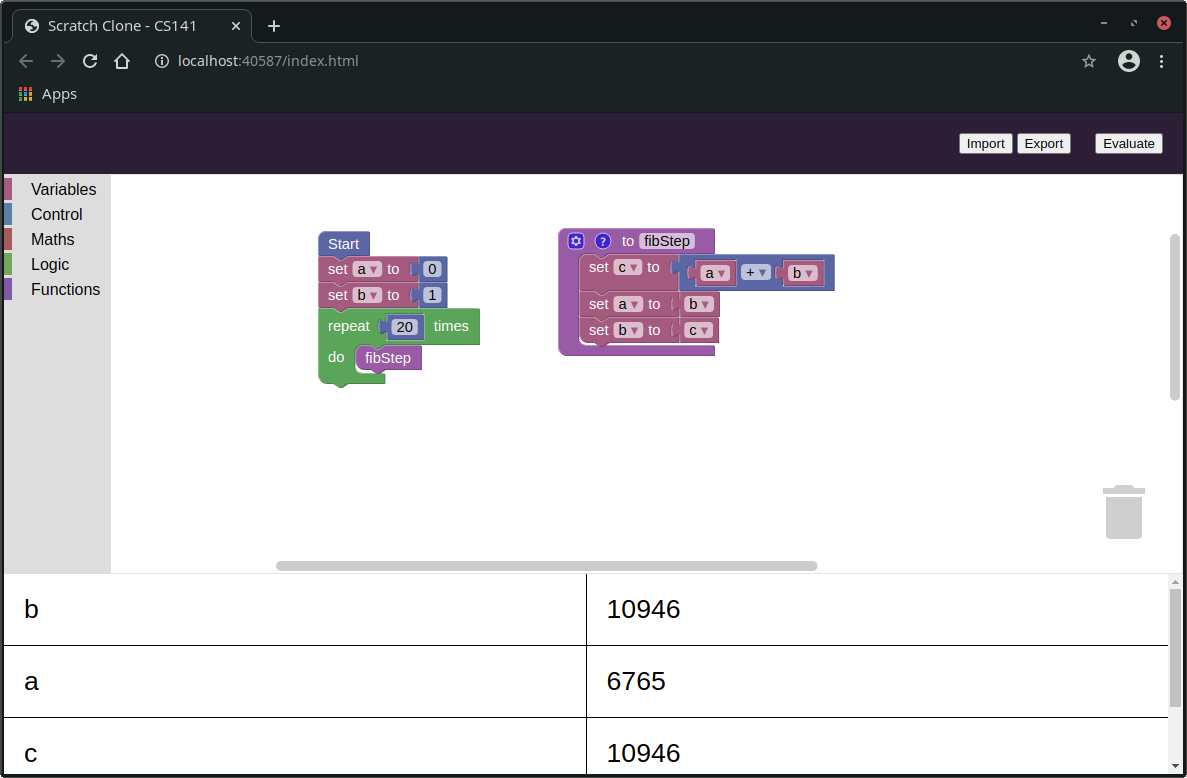 Scratch Clone - CS141
localhost:40587/index.html
Apps
Import Export Evaluate
Variables
Control
Maths
Logic
Functions
Start
set a to 0
set b to 1
repeat 20 times
do fibStep
? to fibStep
set c to a + b
set a to b
set b to c
b 10946
a 6765
c 10946